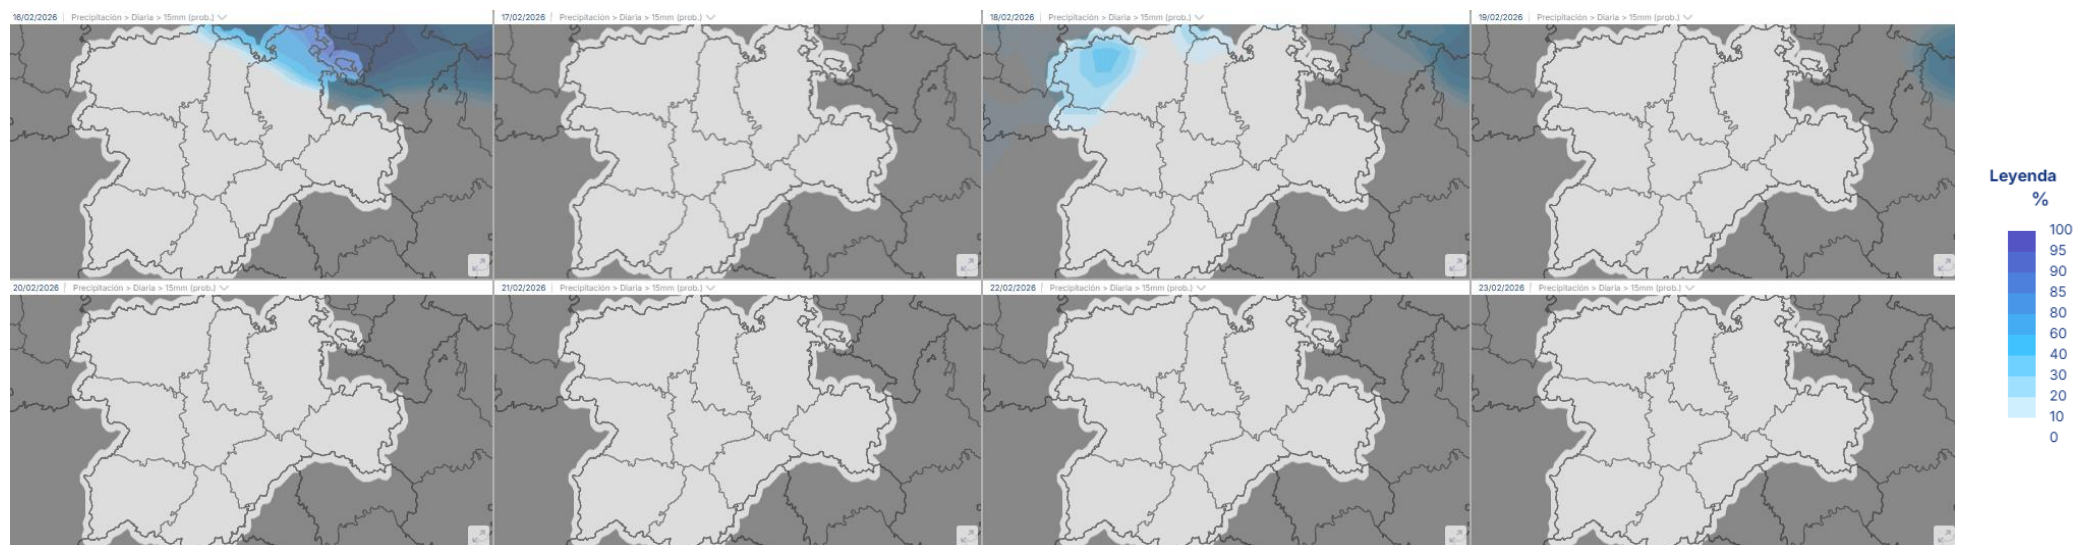 16/02/2026 Precipitación > Diaria > 15mm (prob.)
17/02/2026 Precipitación > Diaria > 15mm (prob.)
18/02/2026 Precipitación > Diaria > 15mm (prob.)
19/02/2026 Precipitación > Diaria > 15mm (prob.)
20/02/2026 Precipitación > Diaria > 15mm (prob.)
21/02/2026 Precipitación > Diaria > 15mm (prob.)
22/02/2026 Precipitación > Diaria > 15mm (prob.)
23/02/2026 Precipitación > Diaria > 15mm (prob.)
Leyenda
%
100
95
90
85
80
60
40
30
20
10
0